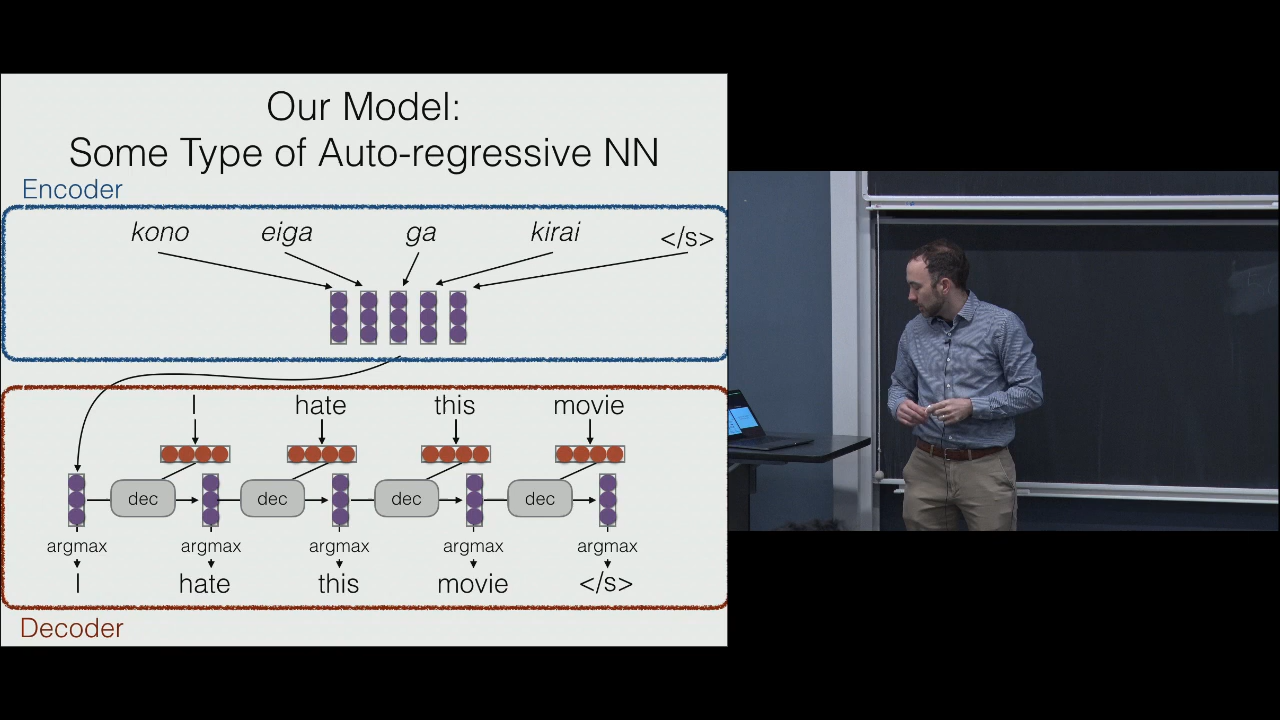 Our Model:
Some Type of Auto-regressive NN
Encoder
kono eiga ga kirai </s>
I hate this movie
dec dec dec dec
argmax argmax argmax argmax argmax
I hate this movie </s>
Decoder